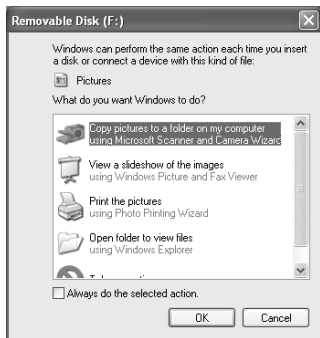 Removable Disk (F:)
Windows can perform the same action each time you insert
a disk or connect a device with this kind of file:
Pictures
What do you want Windows to do?
Copy pictures to a folder on my computer
using Microsoft Scanner and Camera Wizard
View a slideshow of the images
using Windows Picture and Fax Viewer
Print the pictures
using Photo Printing Wizard
Open folder to view files
using Windows Explorer
Always do the selected action.
OK
Cancel